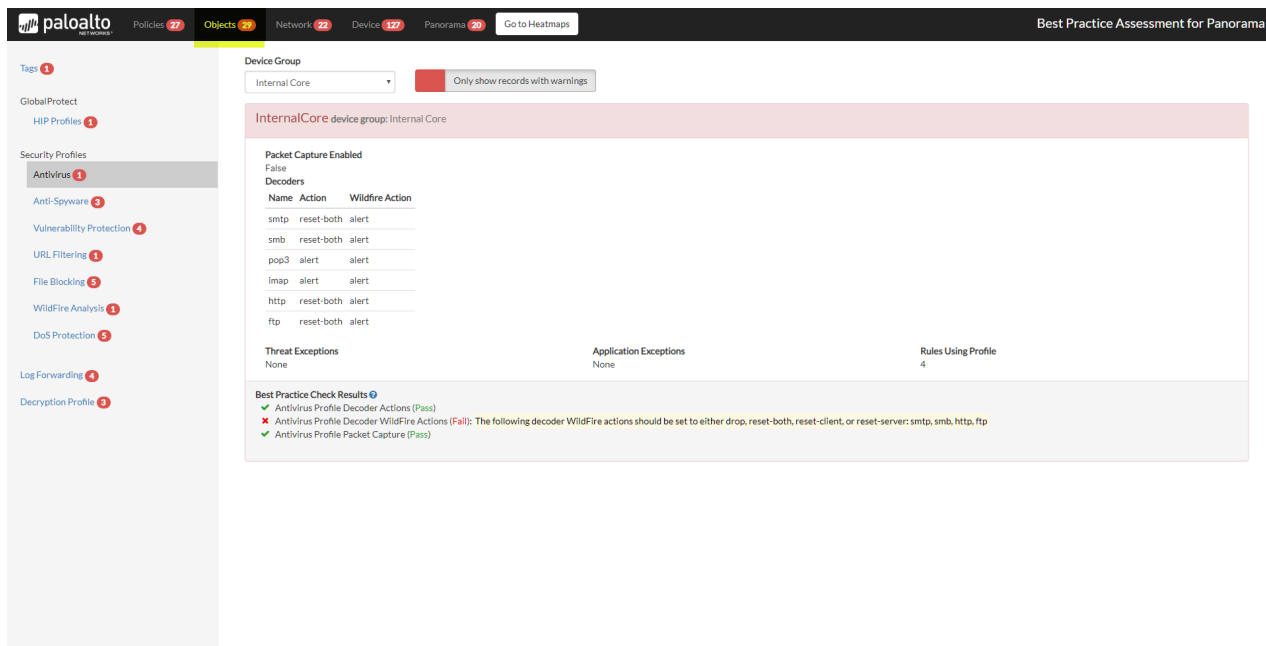 paloalto NETWORKS Policies 27 Objects 29 Network 22 Device 127 Panorama 20 Go to Heatmaps Best Practice Assessment for Panorama
Tags 1
GlobalProtect
HIP Profiles 1
Security Profiles
Antivirus 1
Anti-Spyware 3
Vulnerability Protection 4
URL Filtering 1
File Blocking 5
WildFire Analysis 1
DoS Protection 5
Log Forwarding 4
Decryption Profile 3
Device Group
Internal Core
Only show records with warnings
InternalCore device group: Internal Core
Packet Capture Enabled
False
Decoders
Name Action Wildfire Action
smtp reset-both alert
smb reset-both alert
pop3 alert alert
imap alert alert
http reset-both alert
ftp reset-both alert
Threat Exceptions Application Exceptions Rules Using Profile
None None 4
Best Practice Check Results ?
Antivirus Profile Decoder Actions (Pass)
Antivirus Profile Decoder WildFire Actions (Fail): The following decoder WildFire actions should be set to either drop, reset-both, reset-client, or reset-server: smtp, smb, http, ftp
Antivirus Profile Packet Capture (Pass)